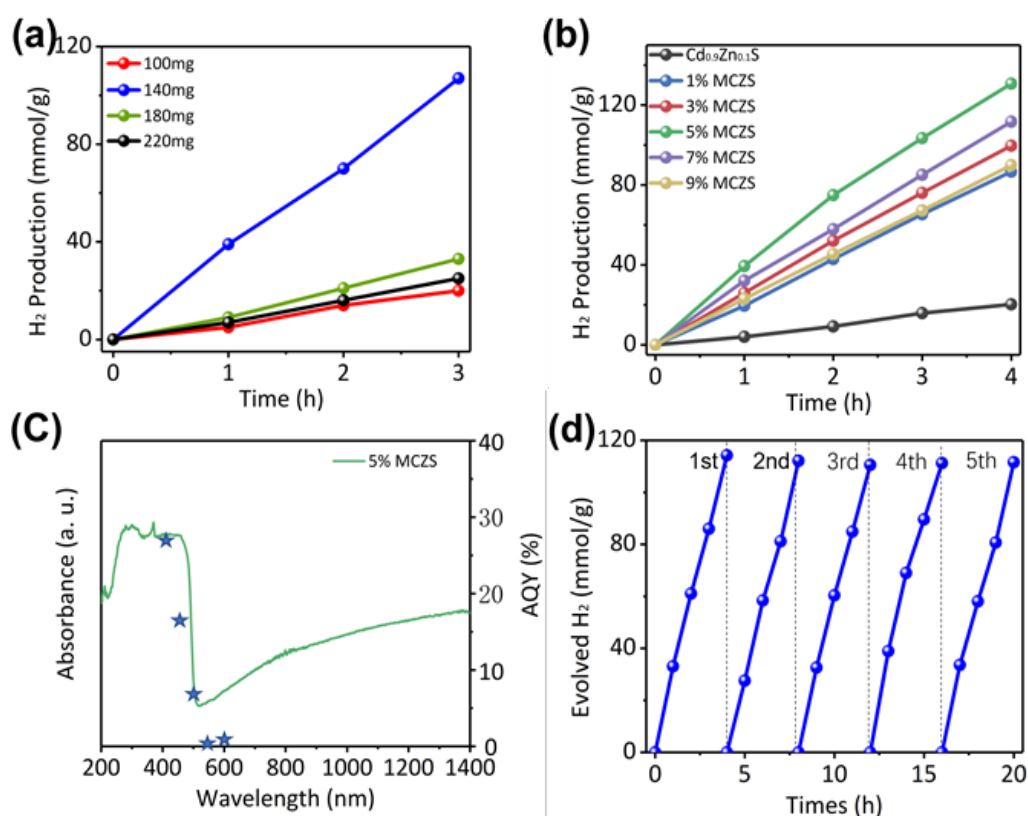 (a)
120
80
40
0
H₂ Production (mmol/g)
100mg
140mg
180mg
220mg
0 1 2 3
Time (h)
(b)
120
80
40
0
H₂ Production (mmol/g)
Cd₀.₉Zn₀.₁S
1% MCZS
3% MCZS
5% MCZS
7% MCZS
9% MCZS
0 1 2 3 4
Time (h)
(C)
Absorbance (a. u.)
5% MCZS
40
30
20
10
0
AQY (%)
200 400 600 800 1000 1200 1400
Wavelength (nm)
(d)
120
80
40
0
Evolved H₂ (mmol/g)
1st 2nd 3rd 4th 5th
0 5 10 15 20
Times (h)